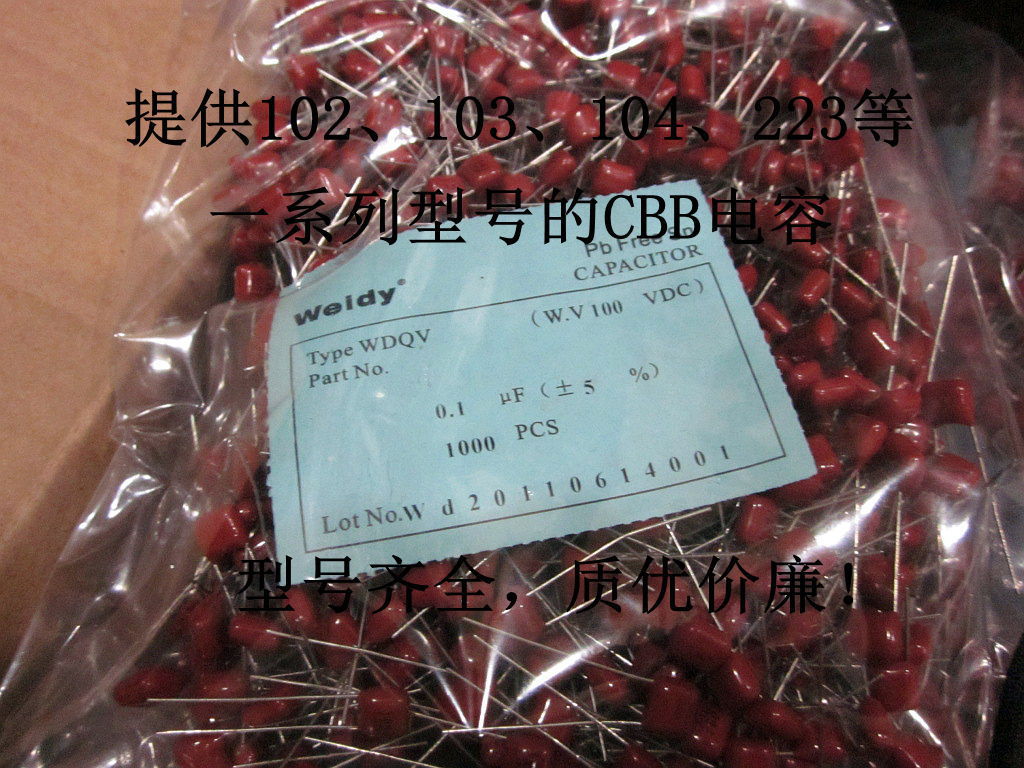 提供102、103、104、223等
一系列型号的CBB电容
Pb Free
CAPACITOR
weidy
Type WDQV (W.V 100 VDC)
Part No.
0.1 µF (±5 %)
1000 PCS
Lot No.W d 2 0 1 1 0 6 1 4 0 0 1
型号齐全，质优价廉！